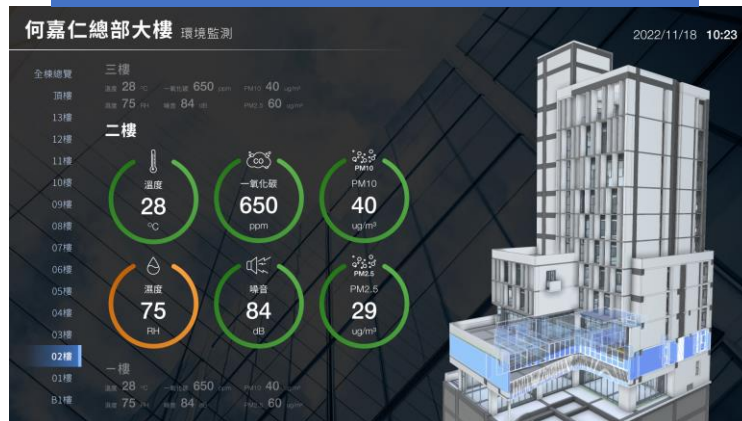 何嘉仁總部大樓 環境監測
2022/11/18 10:23
全棟總覽
頂樓
13樓
12樓
11樓
10樓
09樓
08樓
07樓
06樓
05樓
04樓
03樓
02樓
01樓
B1樓
三樓
溫度 28 °C 一氧化碳 650 ppm PM10 40 ug/m³
濕度 75 RH 噪音 84 dB PM2.5 60 ug/m³
二樓
溫度
28
°C
CO
一氧化碳
650
ppm
PM10
PM10
40
ug/m³
濕度
75
RH
噪音
84
dB
PM2.5
PM2.5
29
ug/m³
一樓
溫度 28 °C 一氧化碳 650 ppm PM10 40 ug/m³
濕度 75 RH 噪音 84 dB PM2.5 60 ug/m³